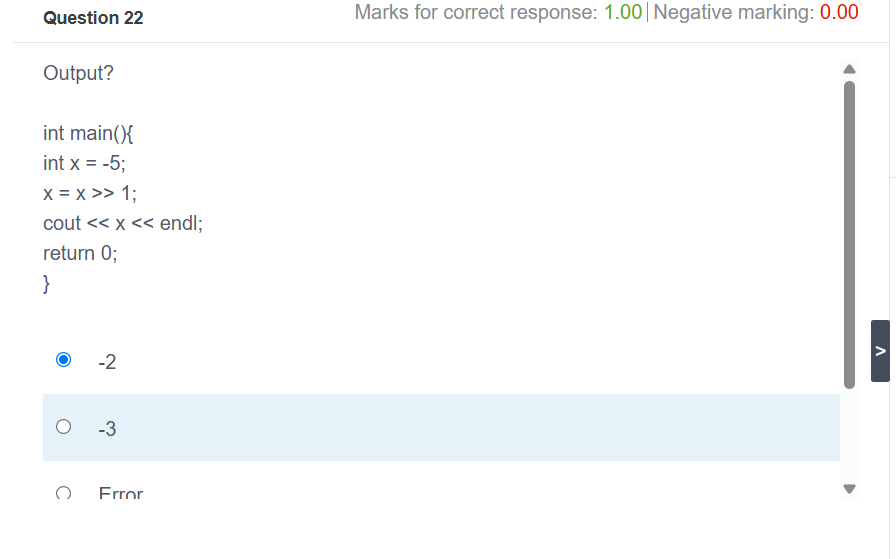 Question 22
Marks for correct response: 1.00 | Negative marking: 0.00
Output?
int main(){
int x = -5;
x = x >> 1;
cout << x << endl;
return 0;
}
-2
-3
Error
>